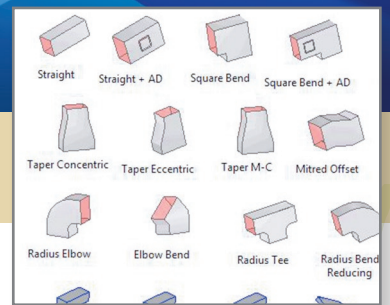 Straight
Straight + AD
Square Bend
Square Bend + AD
Taper Concentric
Taper Eccentric
Taper M-C
Mitred Offset
Radius Elbow
Elbow Bend
Radius Tee
Radius Bend
Reducing